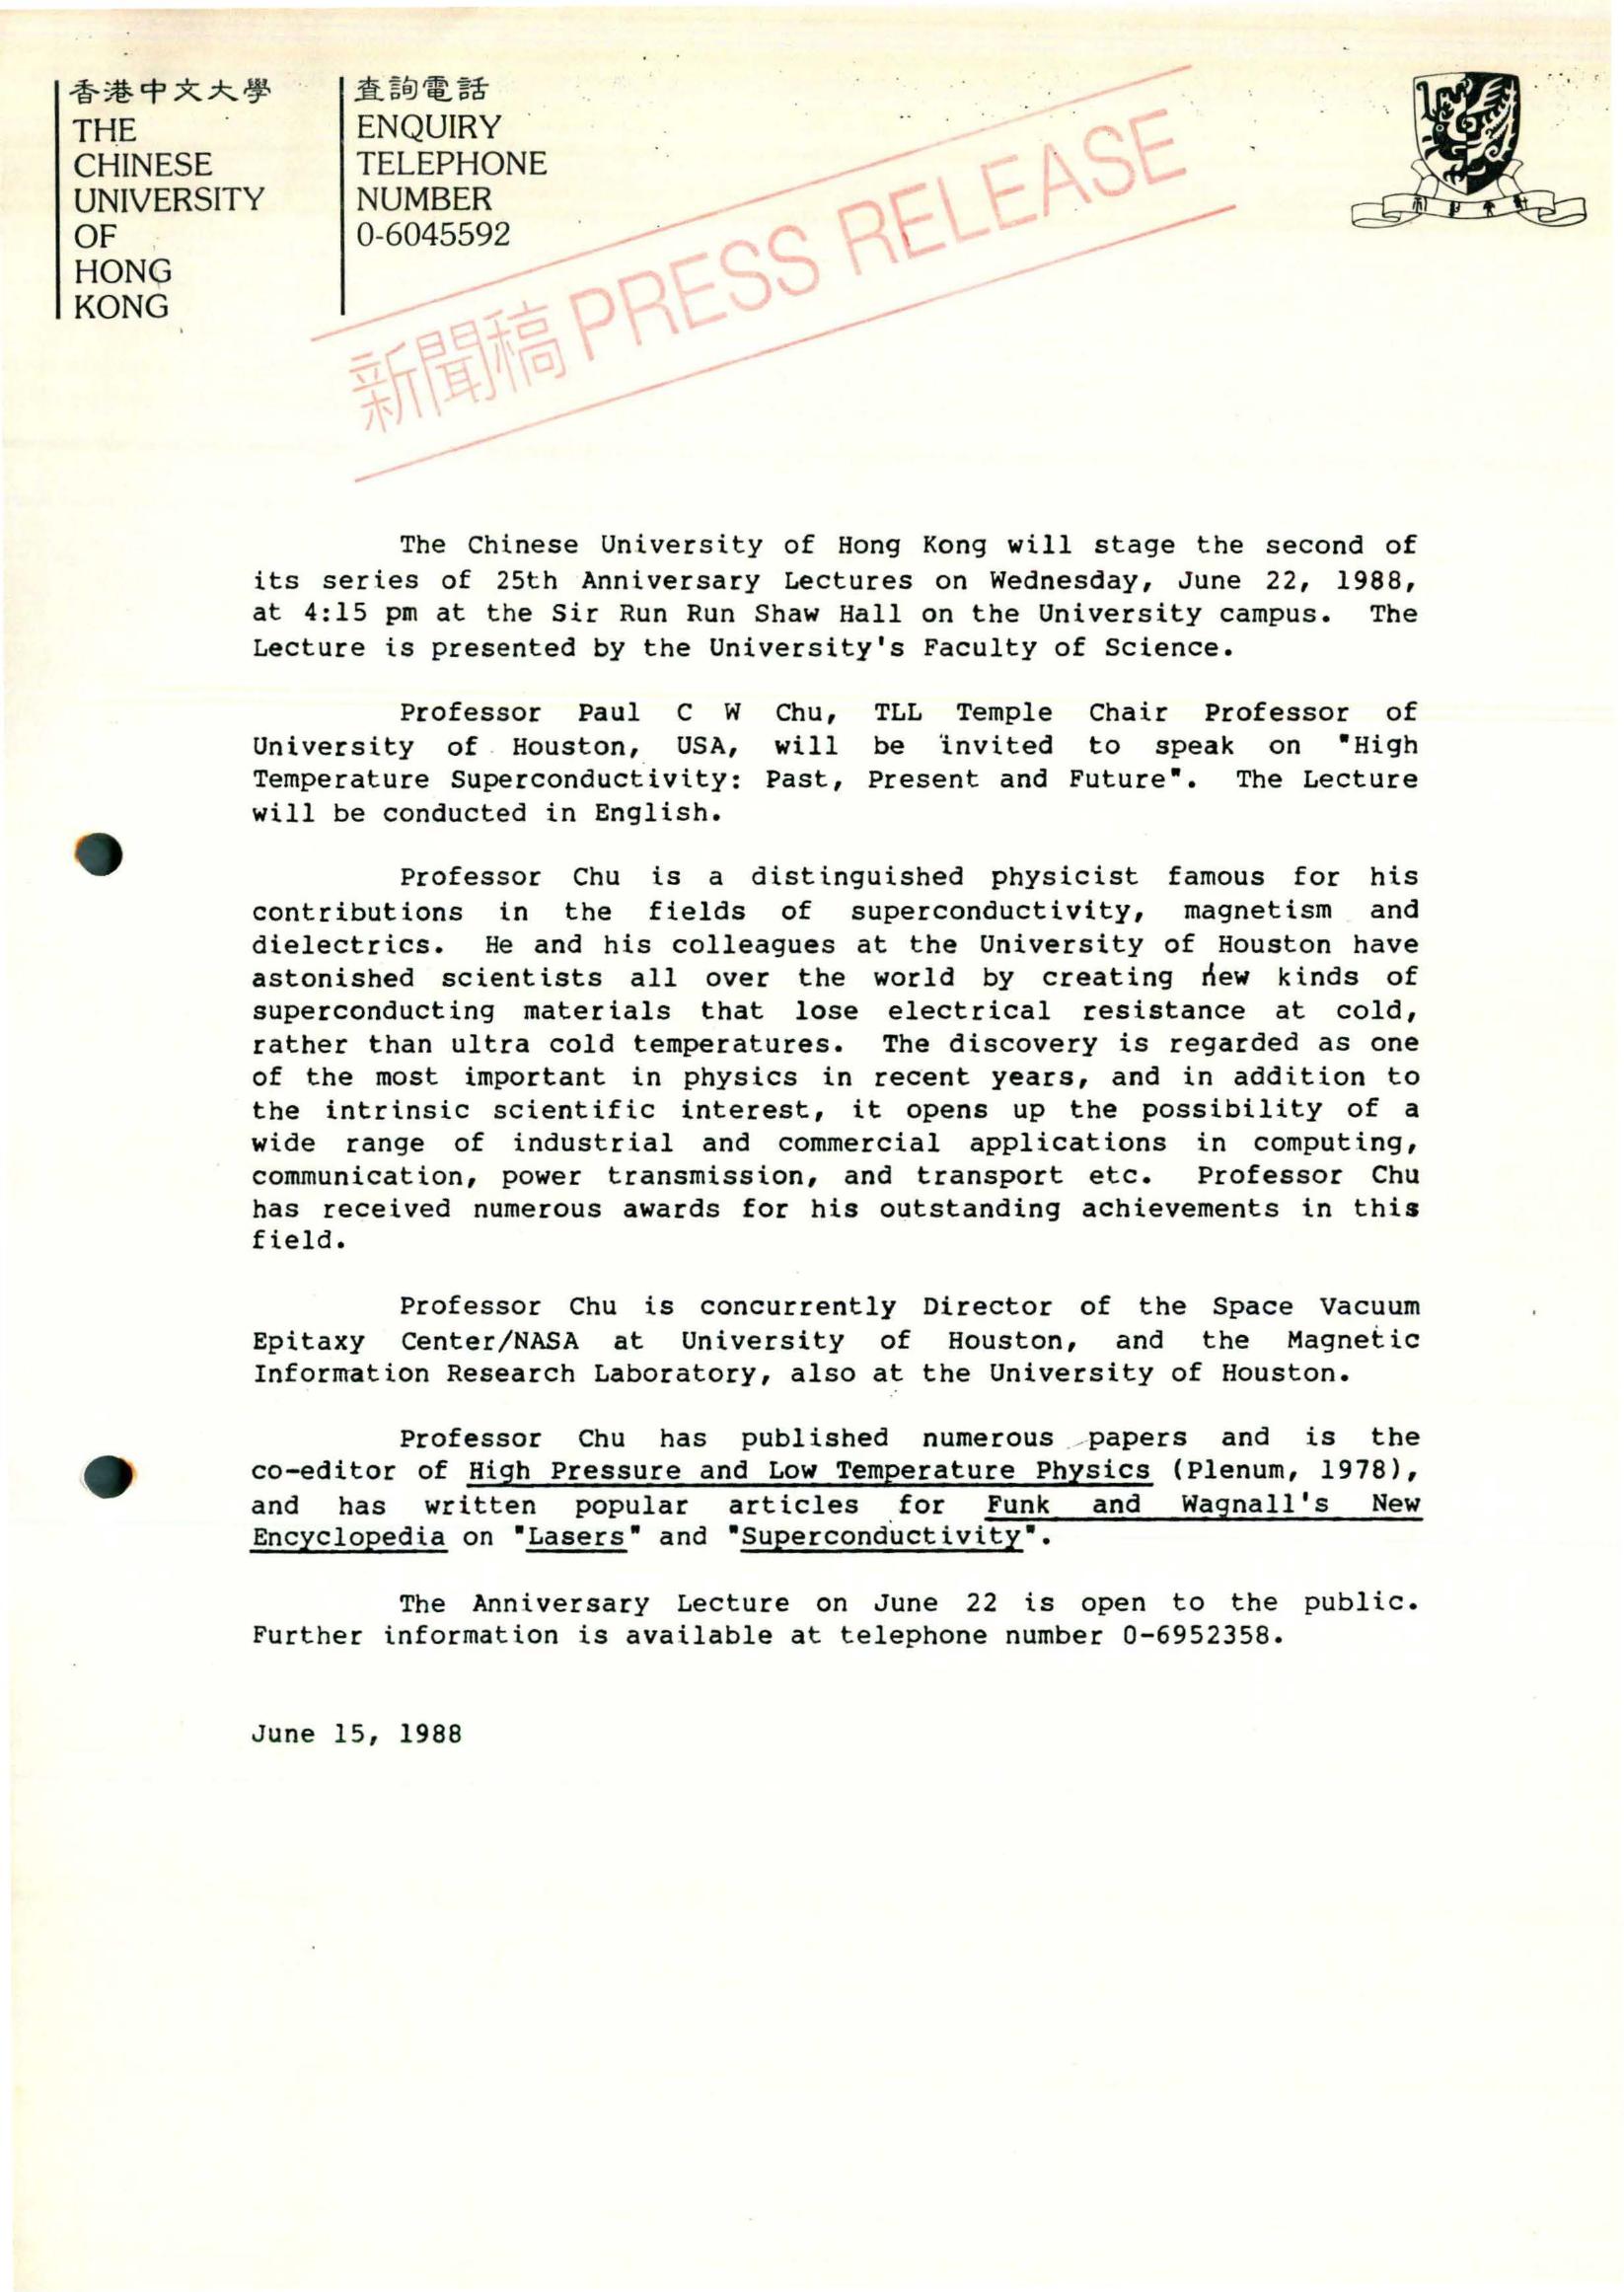 香港中文大學
THE
CHINESE
UNIVERSITY
OF
HONG
KONG
查詢電話
ENQUIRY
TELEPHONE
NUMBER
0-6045592
新聞稿 PRESS RELEASE
The Chinese University of Hong Kong will stage the second of
its series of 25th Anniversary Lectures on Wednesday, June 22, 1988,
at 4:15 pm at the Sir Run Run Shaw Hall on the University campus. The
Lecture is presented by the University's Faculty of Science.
Professor Paul C W Chu, TLL Temple Chair Professor of
University of Houston, USA, will be invited to speak on "High
Temperature Superconductivity: Past, Present and Future". The Lecture
will be conducted in English.
Professor Chu is a distinguished physicist famous for his
contributions in the fields of superconductivity, magnetism and
dielectrics. He and his colleagues at the University of Houston have
astonished scientists all over the world by creating new kinds of
superconducting materials that lose electrical resistance at cold,
rather than ultra cold temperatures. The discovery is regarded as one
of the most important in physics in recent years, and in addition to
the intrinsic scientific interest, it opens up the possibility of a
wide range of industrial and commercial applications in computing,
communication, power transmission, and transport etc. Professor Chu
has received numerous awards for his outstanding achievements in this
field.
Professor Chu is concurrently Director of the Space Vacuum
Epitaxy Center/NASA at University of Houston, and the Magnetic
Information Research Laboratory, also at the University of Houston.
Professor Chu has published numerous papers and is the
co-editor of High Pressure and Low Temperature Physics (Plenum, 1978),
and has written popular articles for Funk and Wagnall's New
Encyclopedia on "Lasers" and "Superconductivity".
The Anniversary Lecture on June 22 is open to the public.
Further information is available at telephone number 0-6952358.
June 15, 1988